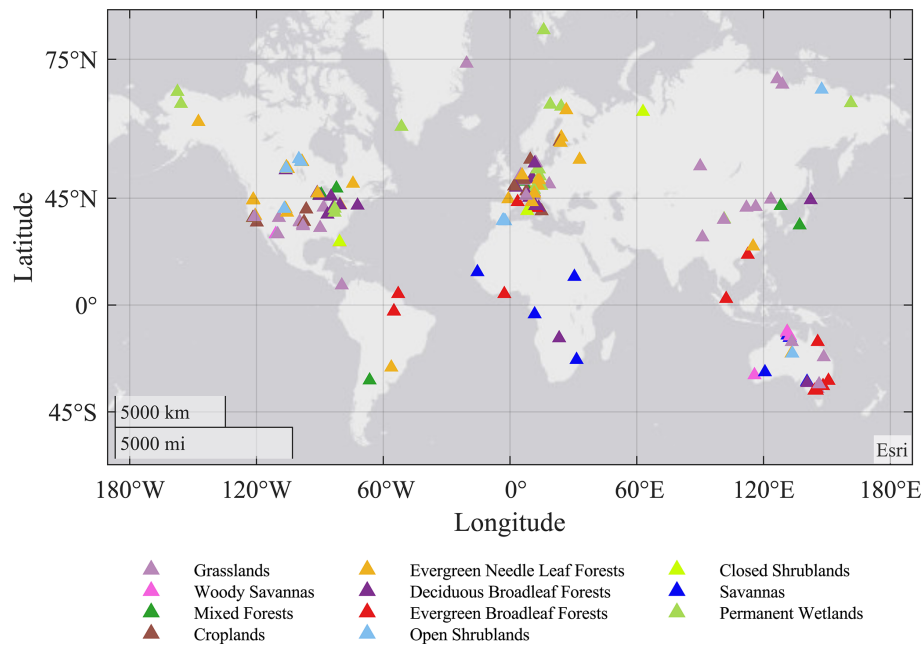 75°N
45°N
0°
45°S
Latitude
5000 km
5000 mi
Esri
180°W 120°W 60°W 0° 60°E 120°E 180°E
Longitude
Grasslands Evergreen Needle Leaf Forests Closed Shrublands
Woody Savannas Deciduous Broadleaf Forests Savannas
Mixed Forests Evergreen Broadleaf Forests Permanent Wetlands
Croplands Open Shrublands